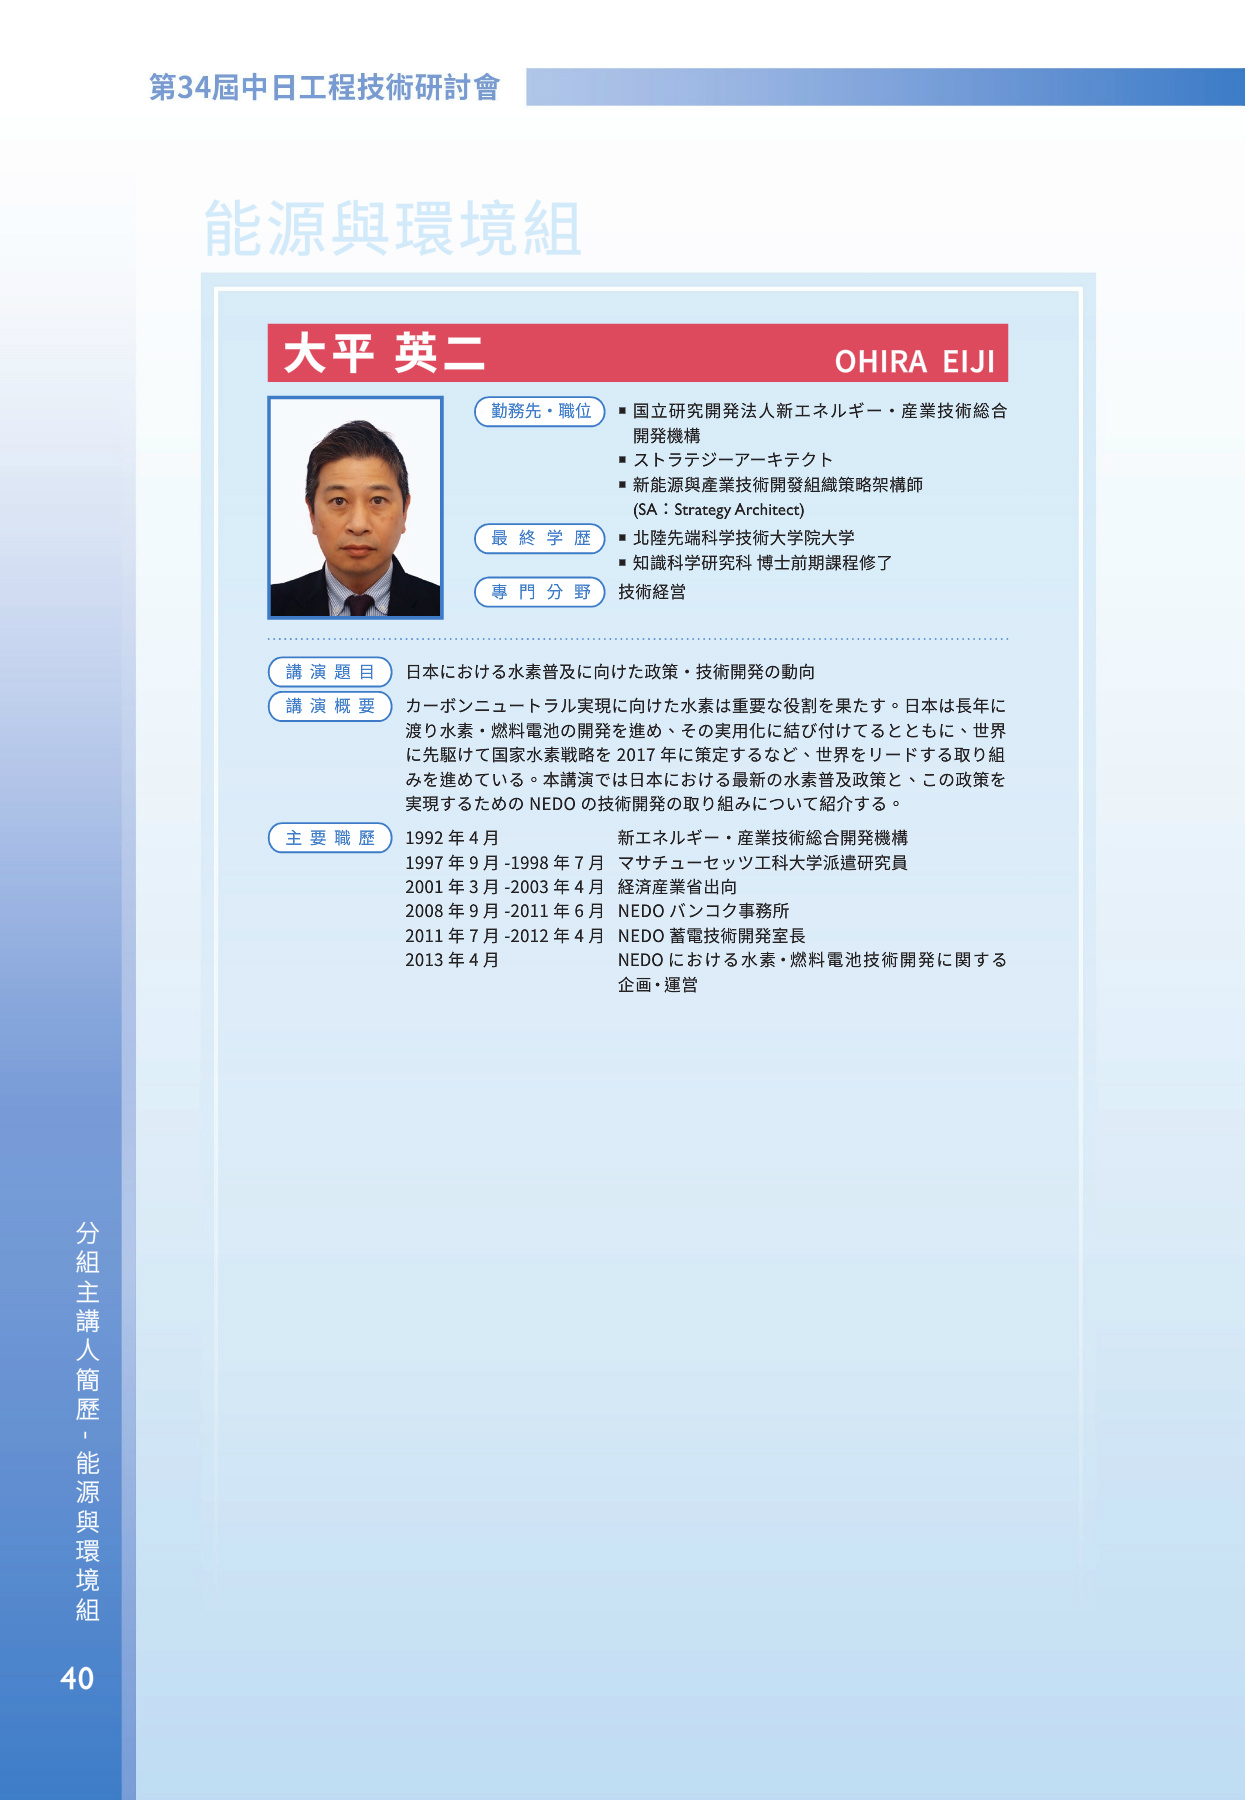 第34屆中日工程技術研討會
能源與環境組
大平 英二 OHIRA EIJI
勤務先・職位
▪ 国立研究開発法人新エネルギー・産業技術総合
開発機構
▪ ストラテジーアーキテクト
▪ 新能源與產業技術開發組織策略架構師
(SA：Strategy Architect)
最終学歴
▪ 北陸先端科学技術大学院大学
▪ 知識科学研究科 博士前期課程修了
專門分野 技術経営
講演題目 日本における水素普及に向けた政策・技術開発の動向
講演概要 カーボンニュートラル実現に向けた水素は重要な役割を果たす。日本は長年に
渡り水素・燃料電池の開発を進め、その実用化に結び付けてるとともに、世界
に先駆けて国家水素戦略を 2017 年に策定するなど、世界をリードする取り組
みを進めている。本講演では日本における最新の水素普及政策と、この政策を
実現するための NEDO の技術開発の取り組みについて紹介する。
主要職歷 1992 年 4 月 新エネルギー・産業技術総合開発機構
1997 年 9 月 -1998 年 7 月 マサチューセッツ工科大学派遣研究員
2001 年 3 月 -2003 年 4 月 経済産業省出向
2008 年 9 月 -2011 年 6 月 NEDO バンコク事務所
2011 年 7 月 -2012 年 4 月 NEDO 蓄電技術開発室長
2013 年 4 月 NEDO における水素・燃料電池技術開発に関する
企画・運営
分組主講人簡歷-能源與環境組
40